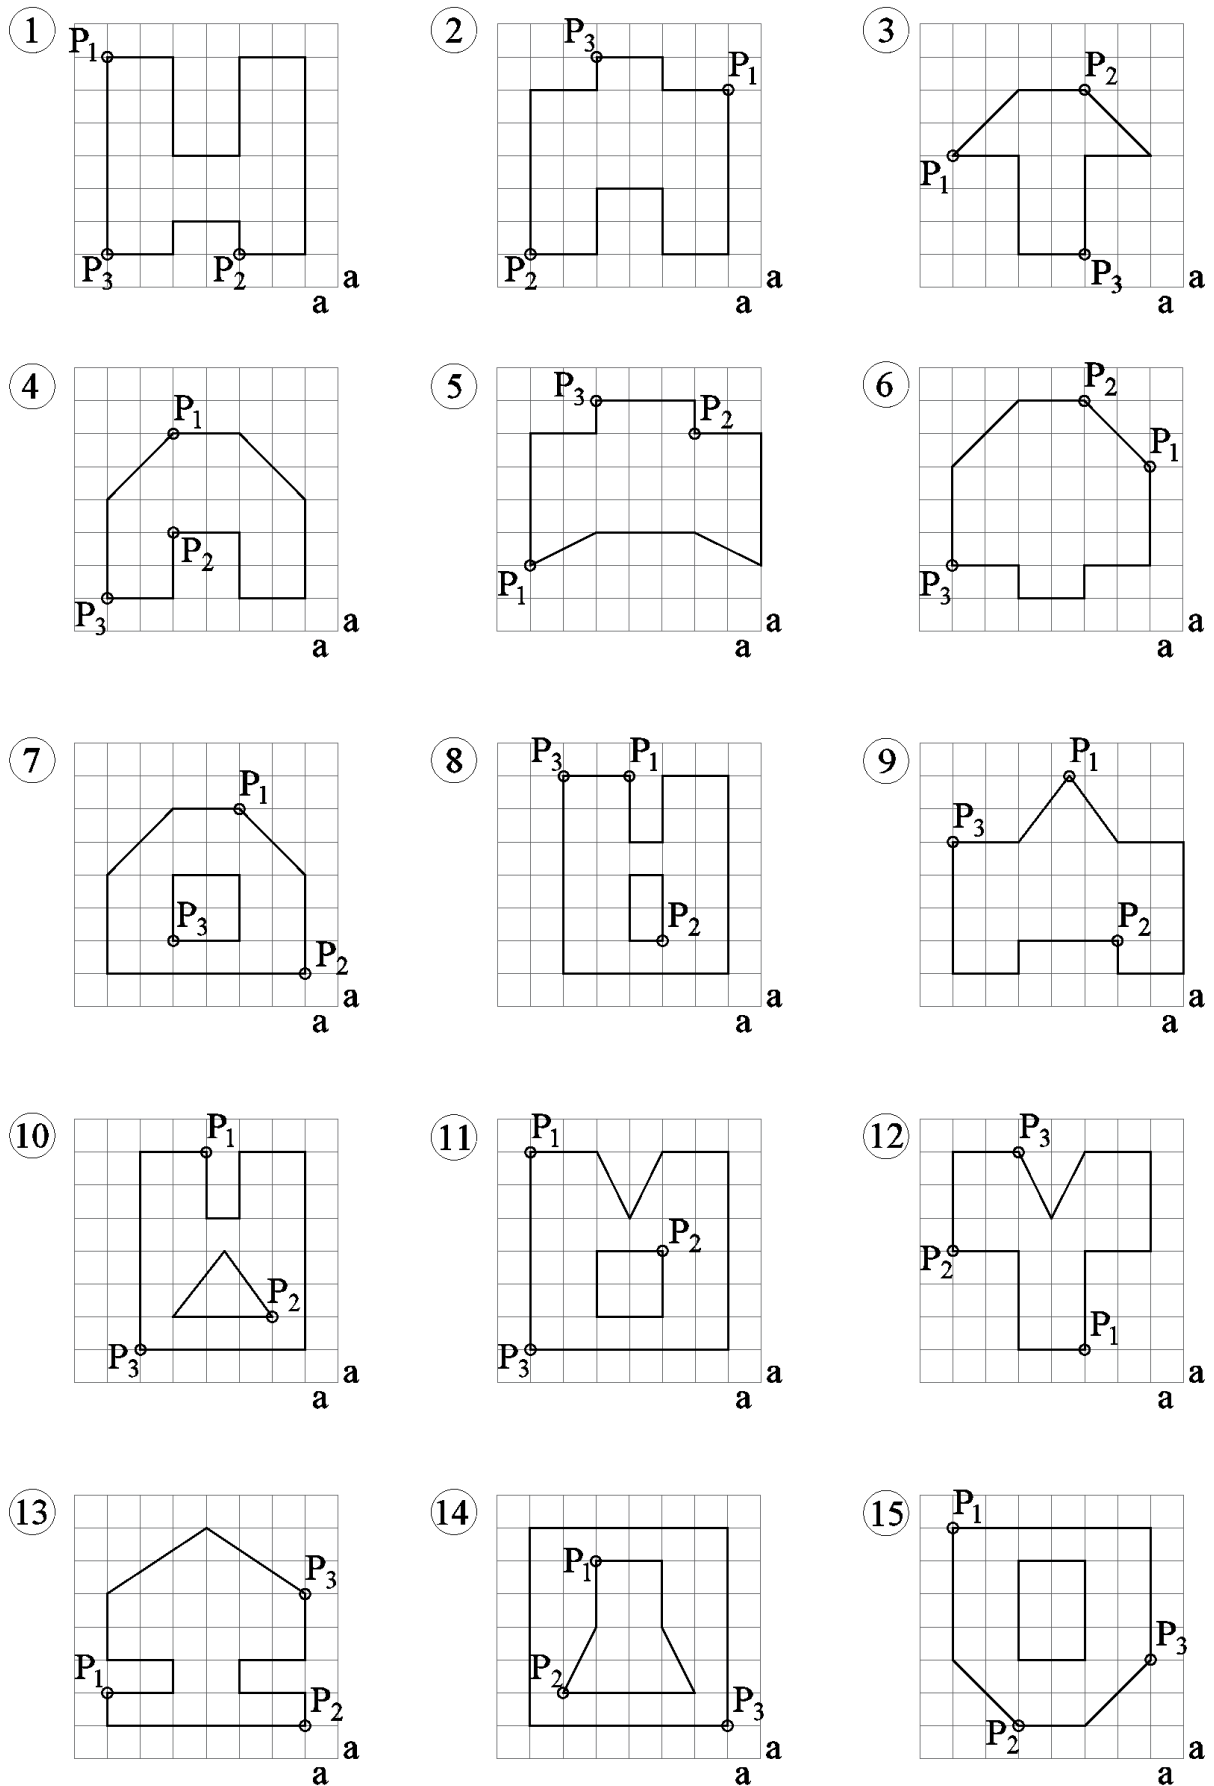 1 2 3
P₁ P₃ P₁ P₂
P₁
P₃ P₂ a P₂ a P₃ a
a a a
4 5 6
P₁ P₃ P₂ P₂
P₁
P₂
P₃ a P₁ a P₃ a
a a a
7 8 9
P₁ P₃ P₁ P₁
P₃
P₃ P₂ P₂
P₂ a a a
a a a
10 11 12
P₁ P₁ P₃
P₂ P₂
P₂
P₃ P₃ P₁
a a a
a a a
13 14 15
P₁
P₃ P₁
P₁ P₂ P₃
P₂ P₃ P₂
a a a
a a a